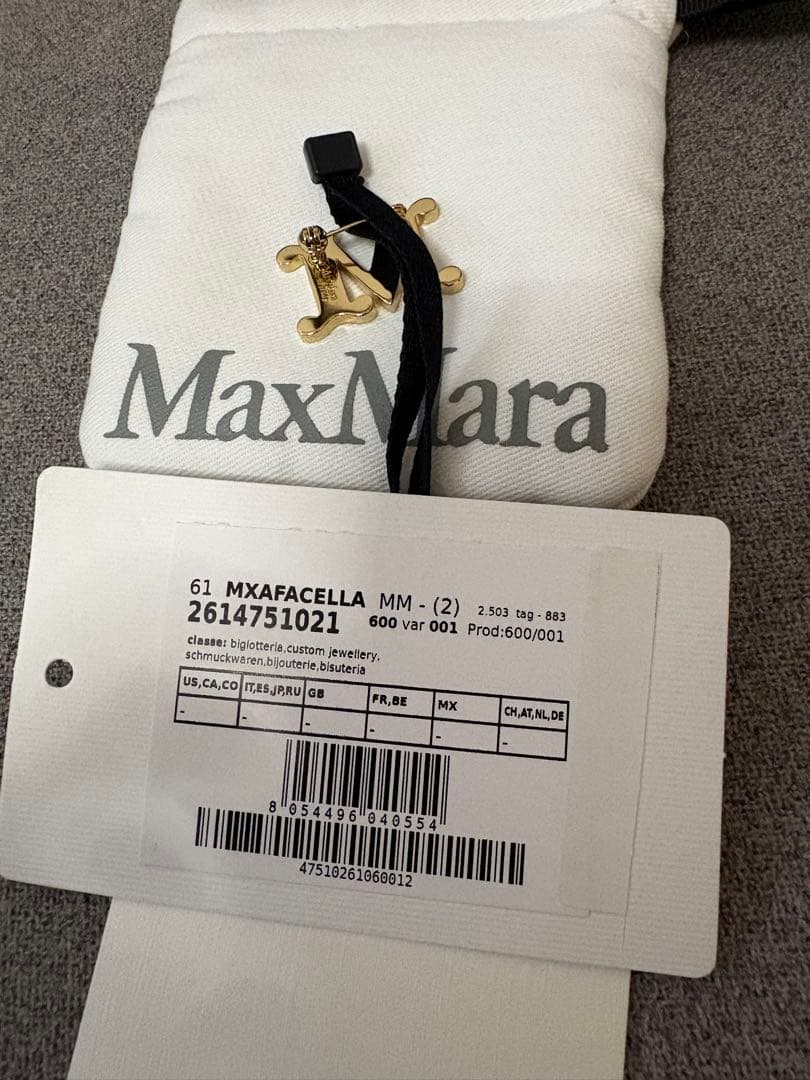 MaxMara
61 MXAFACELLA MM - (2) 2.503 tag - 883
2614751021 600 var 001 Prod:600/001
classe: bigiotteria,custom jewellery,
schmuckwaren,bijouterie,bisuteria
US,CA,CO IT,ES,JP,RU GB FR,BE MX CH,AT,NL,DE
- - - - - -
8 054496 040554
47510261060012